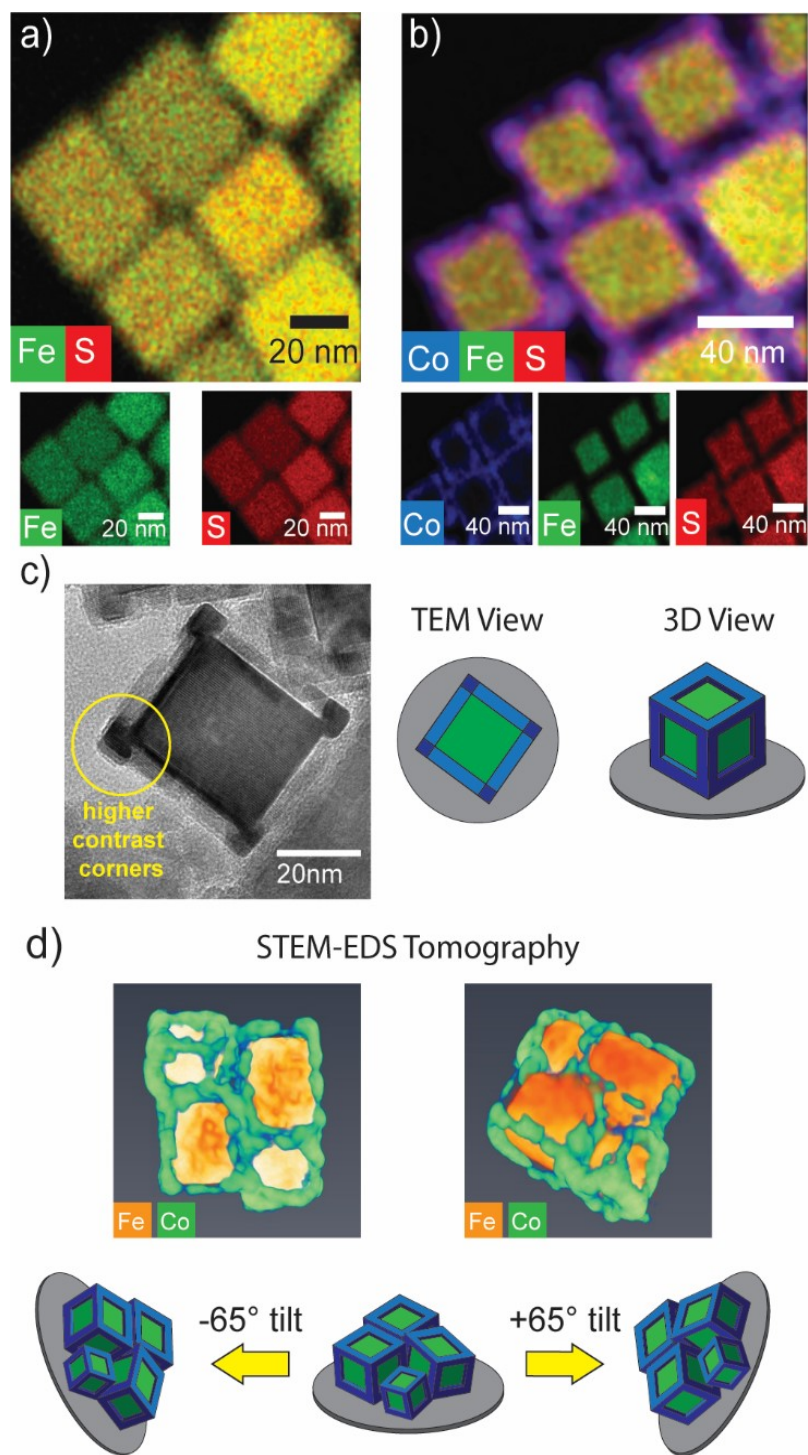 a)
b)
Fe S
20 nm
Co Fe S
40 nm
Fe
20 nm
S
20 nm
Co
40 nm
Fe
40 nm
S
40 nm
c)
TEM View
3D View
higher
contrast
corners
20nm
d)
STEM-EDS Tomography
Fe Co
Fe Co
-65° tilt
+65° tilt